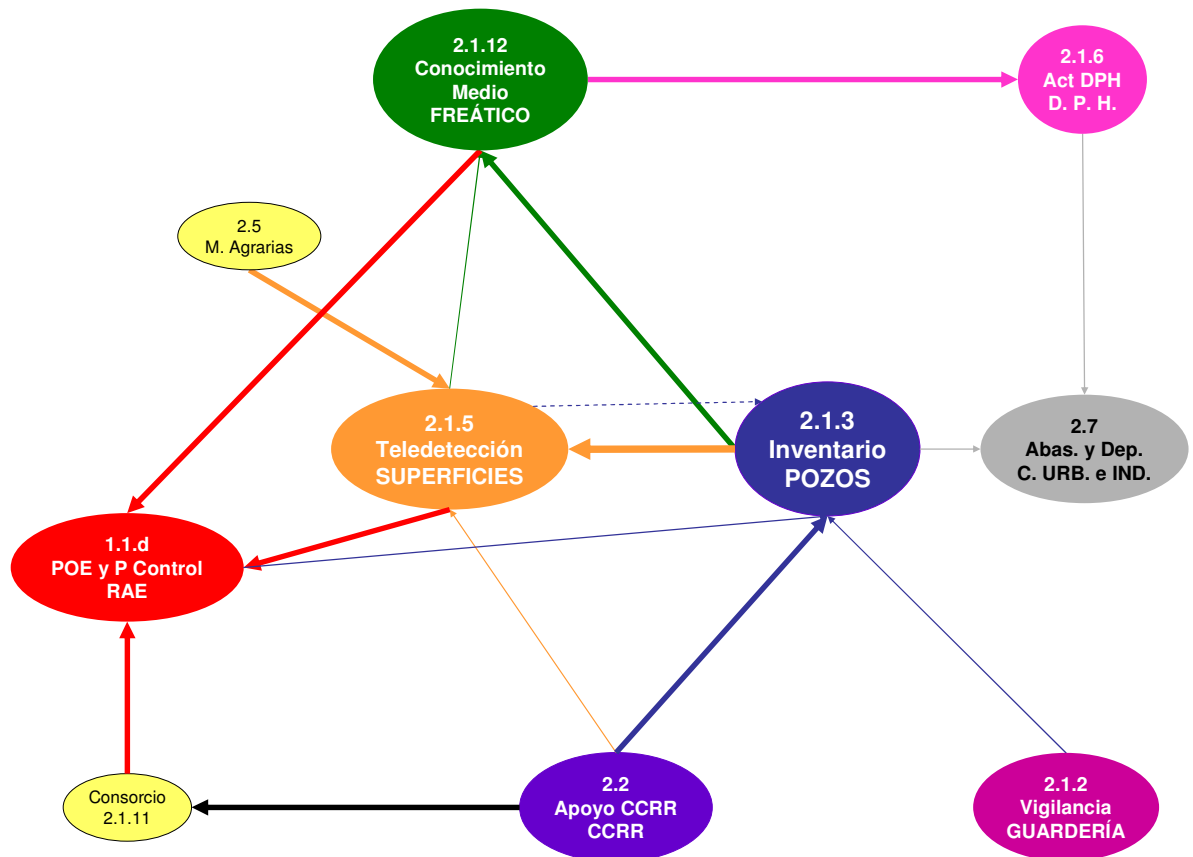 2.1.12
Conocimiento
Medio
FREÁTICO
2.1.6
Act DPH
D. P. H.
2.5
M. Agrarias
2.1.5
Teledetección
SUPERFICIES
2.1.3
Inventario
POZOS
2.7
Abas. y Dep.
C. URB. e IND.
1.1.d
POE y P Control
RAE
Consorcio
2.1.11
2.2
Apoyo CCRR
CCRR
2.1.2
Vigilancia
GUARDERÍA